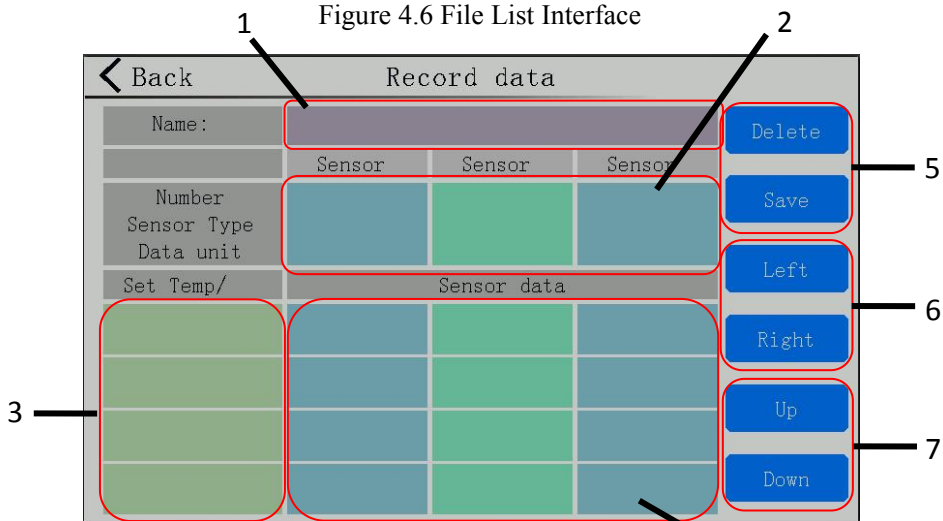 Figure 4.6 File List Interface
1
2
Back
Record data
Name:
Delete
Sensor Sensor Sensor
5
Number
Sensor Type
Data unit
Save
Left
Set Temp/
Sensor data
6
Right
3
Up
7
Down